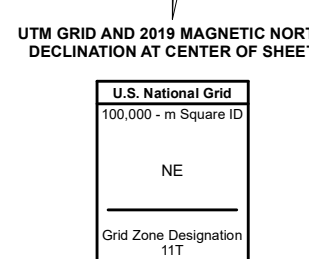 UTM GRID AND 2019 MAGNETIC NORT
DECLINATION AT CENTER OF SHEET
U.S. National Grid
100,000 - m Square ID
NE
Grid Zone Designation
11T